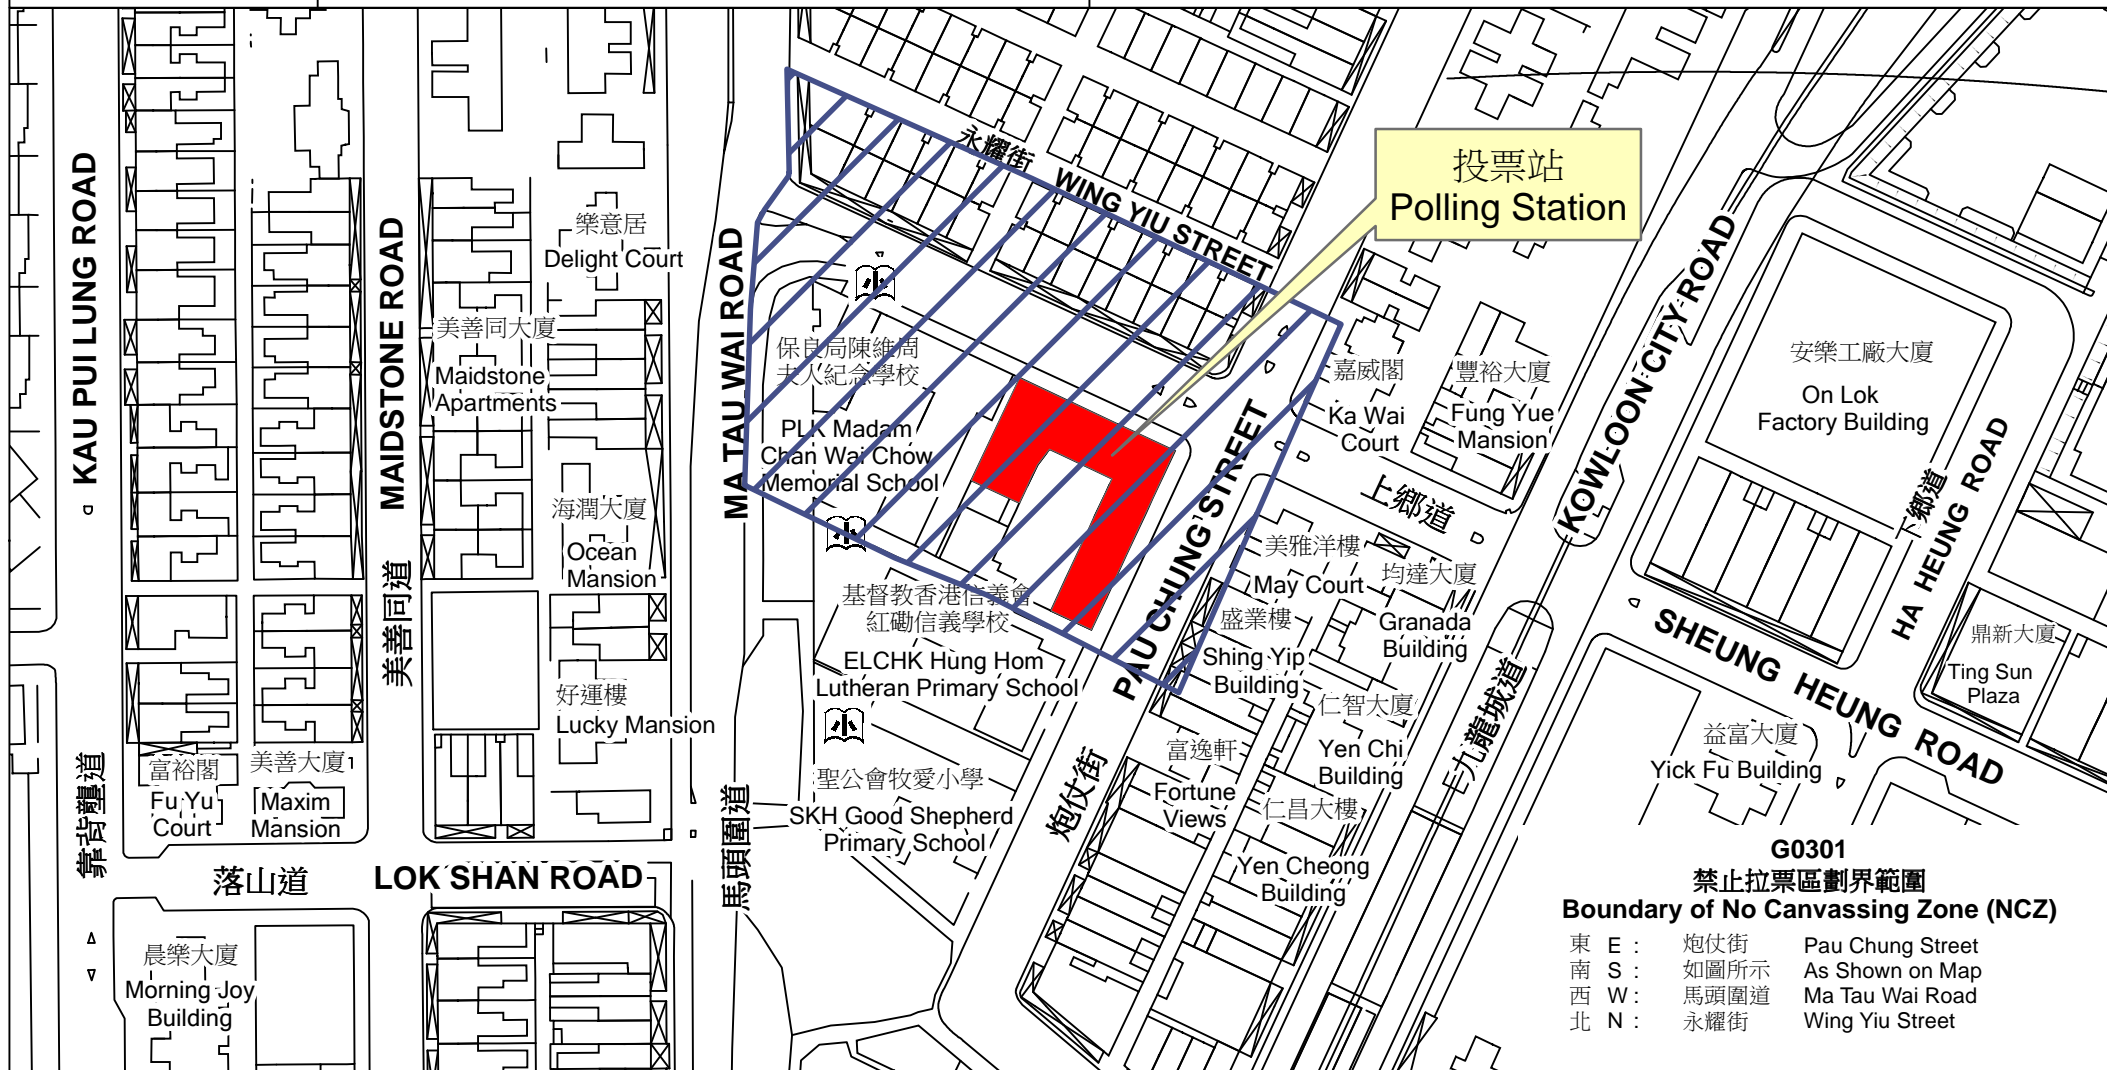 永耀街
WING YIU STREET
投票站
Polling Station
KAU PUI LUNG ROAD
靠背壟道
MAIDSTONE ROAD
美善同道
MA TAU WAI ROAD
馬頭圍道
樂意居
Delight Court
美善同大廈
Maidstone
Apartments
海潤大廈
Ocean
Mansion
好運樓
Lucky Mansion
富裕閣
Fu Yu
Court
美善大廈
Maxim
Mansion
落山道
LOK SHAN ROAD
晨樂大廈
Morning Joy
Building
小
保良局陳維周
夫人紀念學校
PLK Madam
Chan Wai Chow
Memorial School
小
基督教香港信義會
紅磡信義學校
ELCHK Hung Hom
Lutheran Primary School
小
聖公會牧愛小學
SKH Good Shepherd
Primary School
PAU CHUNG STREET
炮仗街
嘉威閣
Ka Wai
Court
豐裕大廈
Fung Yue
Mansion
上鄉道
SHEUNG HEUNG ROAD
美雅洋樓
May Court
均達大廈
Granada
Building
盛業樓
Shing Yip
Building
仁智大廈
Yen Chi
Building
富逸軒
Fortune
Views
仁昌大樓
Yen Cheong
Building
KOWLOON CITY ROAD
九龍城道
安樂工廠大廈
On Lok
Factory Building
下鄉道
HA HEUNG ROAD
鼎新大廈
Ting Sun
Plaza
益富大廈
Yick Fu Building
G0301
禁止拉票區劃界範圍
Boundary of No Canvassing Zone (NCZ)
東 E : 炮仗街 Pau Chung Street
南 S : 如圖所示 As Shown on Map
西 W : 馬頭圍道 Ma Tau Wai Road
北 N : 永耀街 Wing Yiu Street